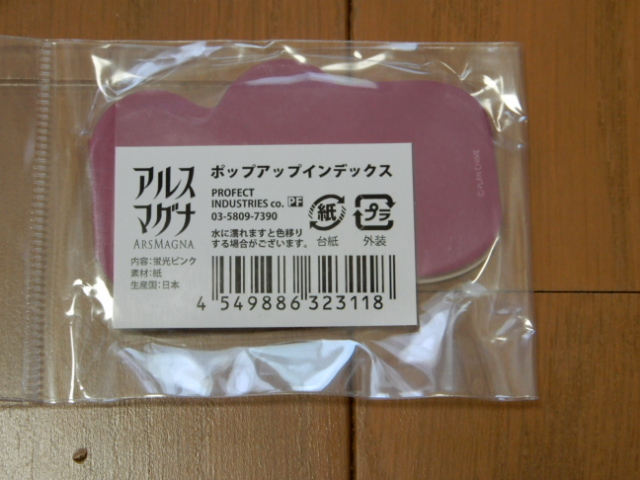 アルス
マグナ
ARSMAGNA
内容:蛍光ピンク
素材:紙
生産国:日本
ポップアップインデックス
PROFECT
INDUSTRIES co. PF
03-5809-7390
水に濡れますと色移り
する場合がございます。
紙
台紙
プラ
外装
4 549886 323118